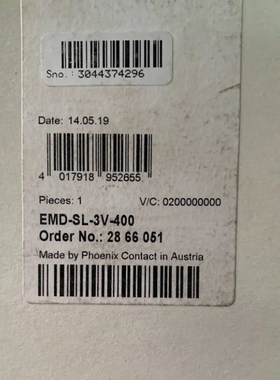 Sno.: 3044374296
Date: 14.05.19
4 017918 952655
Pieces: 1 V/C: 0200000000
EMD-SL-3V-400
Order No.: 28 66 051
Made by Phoenix Contact in Austria